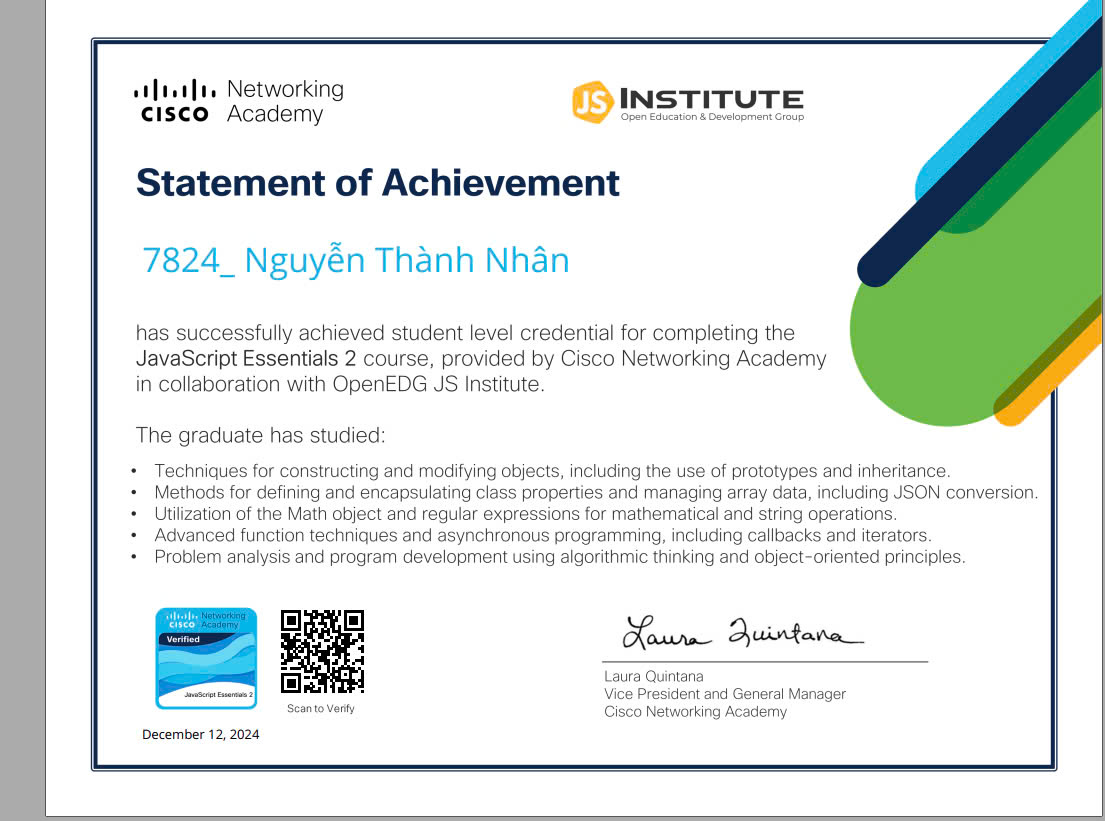 Networking
Academy
CISCO
JS INSTITUTE
Open Education & Development Group
Statement of Achievement
7824_ Nguyễn Thành Nhân
has successfully achieved student level credential for completing the
JavaScript Essentials 2 course, provided by Cisco Networking Academy
in collaboration with OpenEDG JS Institute.
The graduate has studied:
• Techniques for constructing and modifying objects, including the use of prototypes and inheritance.
• Methods for defining and encapsulating class properties and managing array data, including JSON conversion.
• Utilization of the Math object and regular expressions for mathematical and string operations.
• Advanced function techniques and asynchronous programming, including callbacks and iterators.
• Problem analysis and program development using algorithmic thinking and object-oriented principles.
CISCO
Networking
Academy
Verified
JavaScript Essentials 2
Scan to Verify
December 12, 2024
Laura Quintana
Laura Quintana
Vice President and General Manager
Cisco Networking Academy